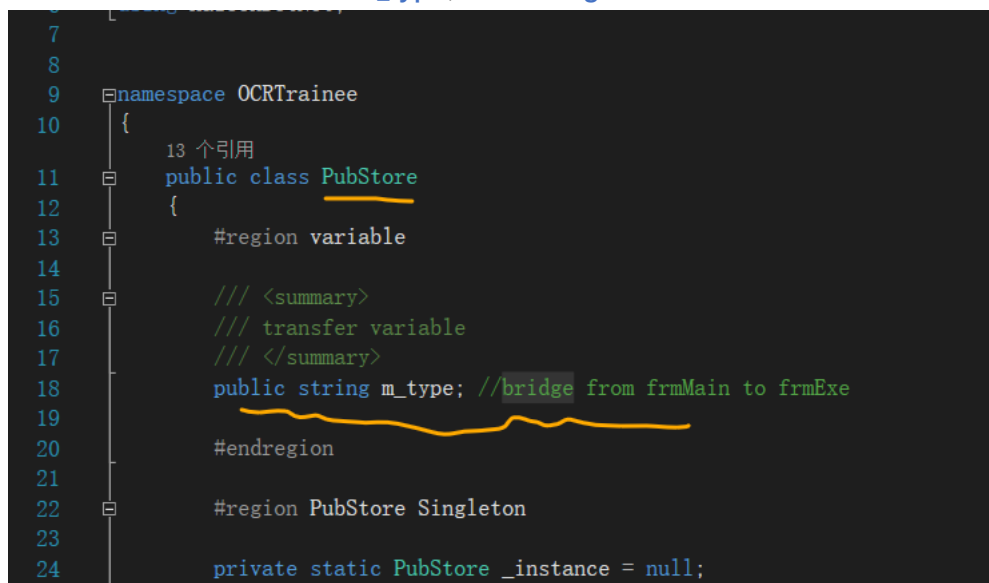 7
8
9 namespace OCRTrainee
10 {
13 个引用
11 public class PubStore
12 {
13 #region variable
14
15 /// <summary>
16 /// transfer variable
17 /// </summary>
18 public string m_type; //bridge from frmMain to frmExe
19
20 #endregion
21
22 #region PubStore Singleton
23
24 private static PubStore _instance = null;